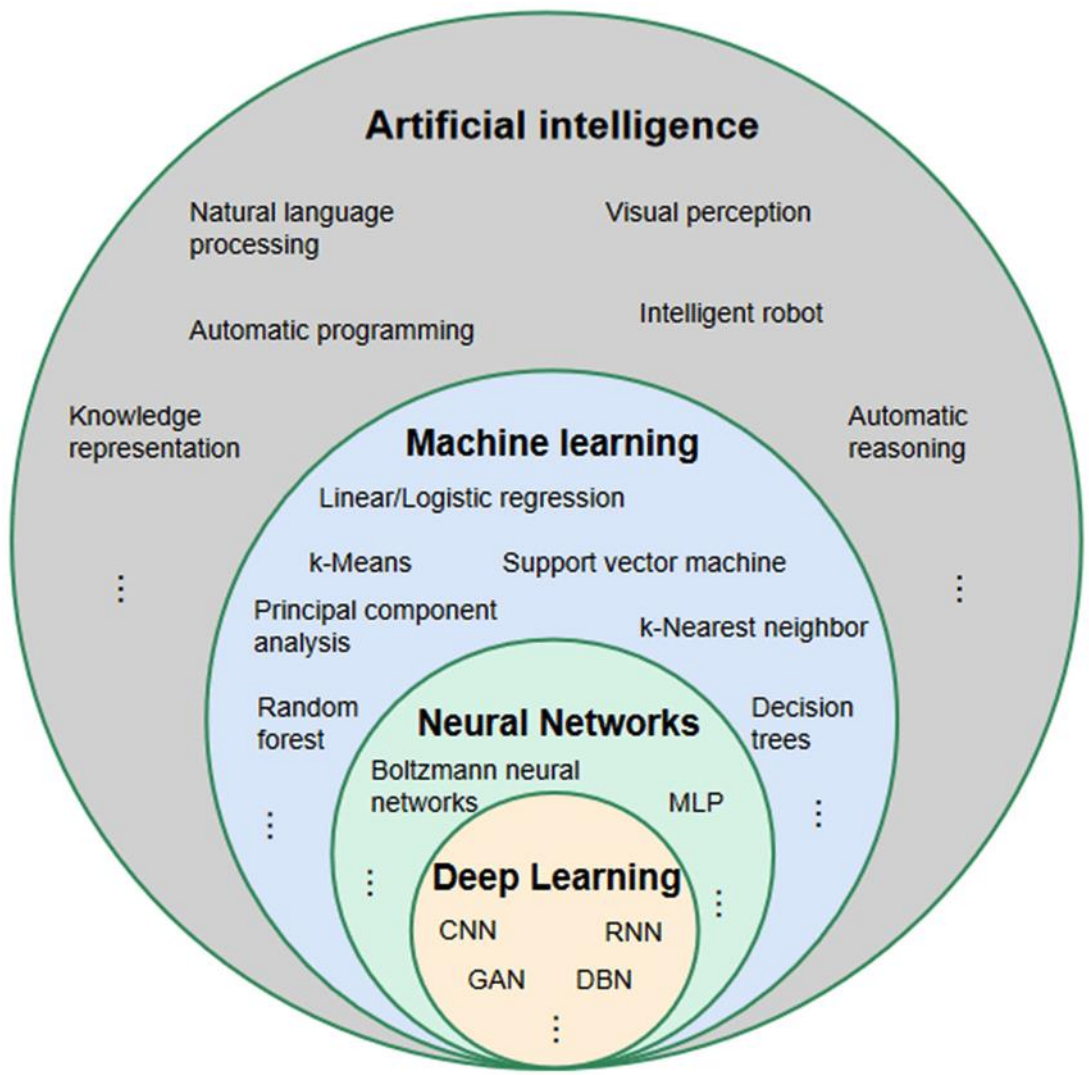 Artificial intelligence
Natural language
processing
Visual perception
Automatic programming
Intelligent robot
Knowledge
representation
Automatic
reasoning
⋮
⋮
Machine learning
Linear/Logistic regression
k-Means
Support vector machine
Principal component
analysis
k-Nearest neighbor
Random
forest
Decision
trees
⋮
⋮
Neural Networks
Boltzmann neural
networks
MLP
⋮
⋮
Deep Learning
CNN
RNN
GAN
DBN
⋮